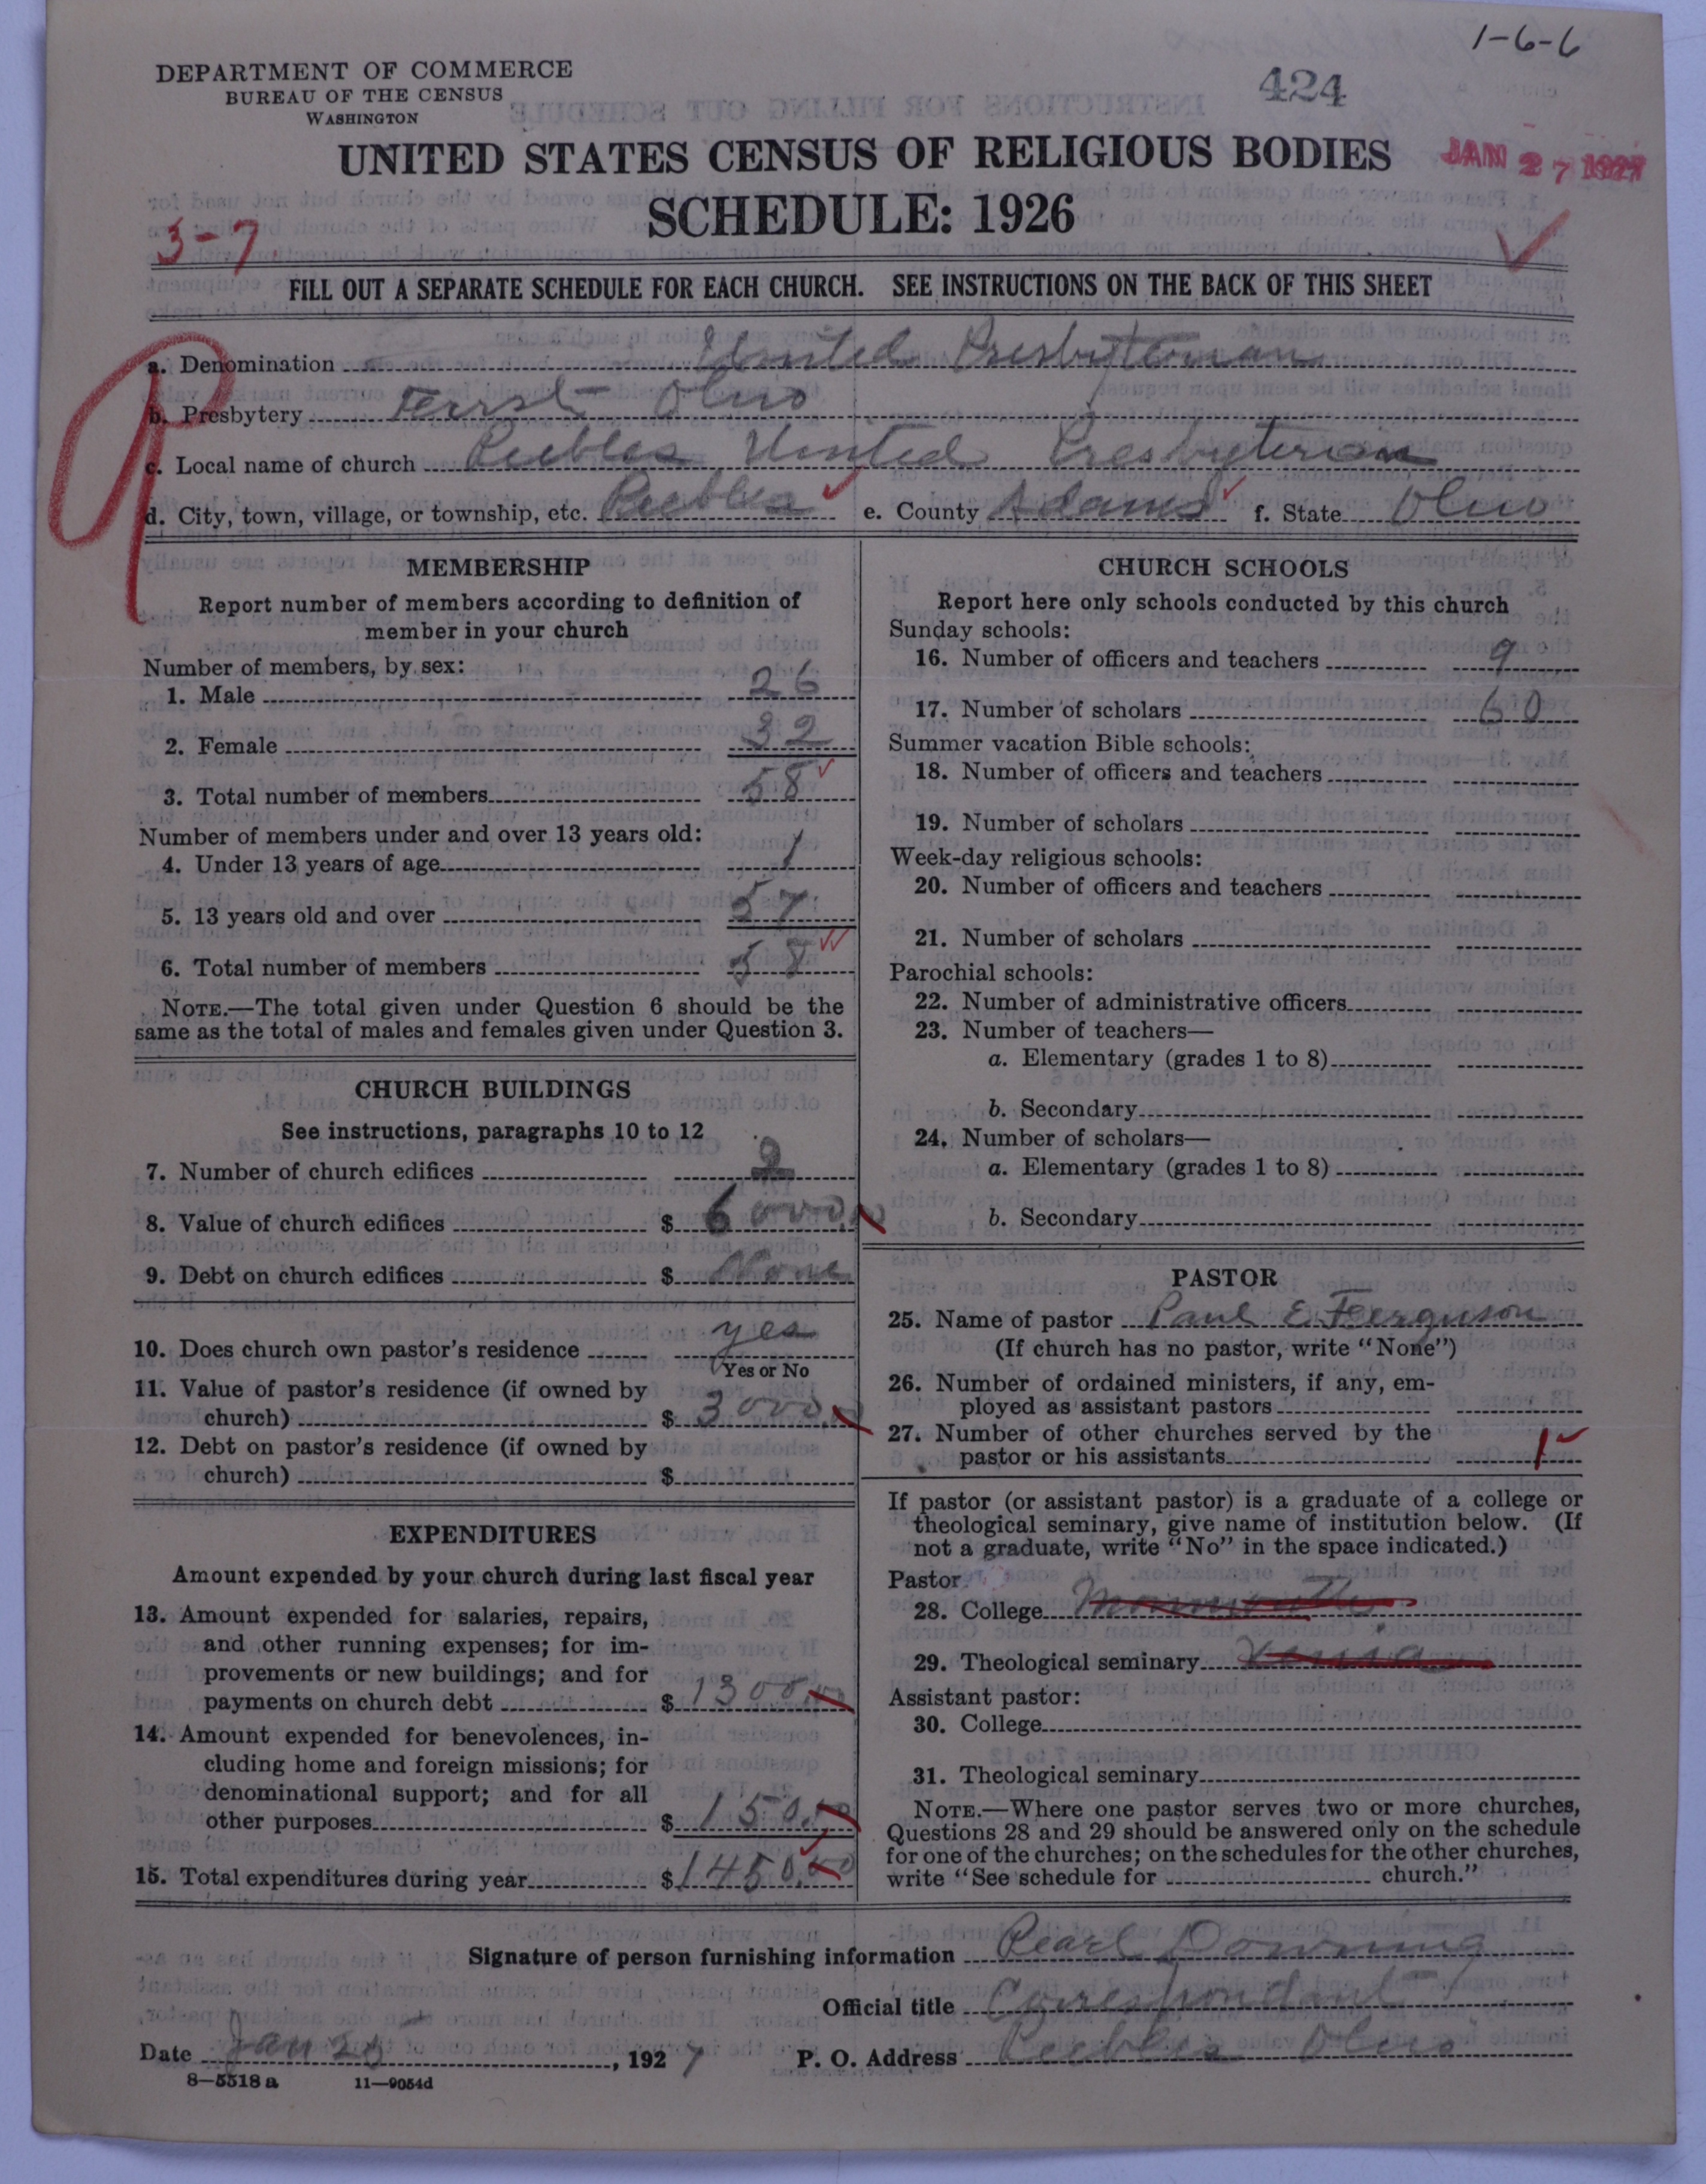 1-6-6
DEPARTMENT OF COMMERCE
BUREAU OF THE CENSUS
WASHINGTON
424
UNITED STATES CENSUS OF RELIGIOUS BODIES
JAN 27 1927
SCHEDULE: 1926
3-7
FILL OUT A SEPARATE SCHEDULE FOR EACH CHURCH. SEE INSTRUCTIONS ON THE BACK OF THIS SHEET
a. Denomination United Presbyterian
b. Presbytery First Ohio
c. Local name of church Peebles United Presbyterian
d. City, town, village, or township, etc. Peebles e. County Adams f. State Ohio
MEMBERSHIP
Report number of members according to definition of
member in your church
Number of members, by sex:
1. Male 26
2. Female 32
3. Total number of members 58
Number of members under and over 13 years old:
4. Under 13 years of age 1
5. 13 years old and over 57
6. Total number of members 58
NOTE.—The total given under Question 6 should be the
same as the total of males and females given under Question 3.
CHURCH BUILDINGS
See instructions, paragraphs 10 to 12
7. Number of church edifices 2
8. Value of church edifices $ 6000.00
9. Debt on church edifices $ None
10. Does church own pastor's residence yes
Yes or No
11. Value of pastor's residence (if owned by
church) $ 3000.00
12. Debt on pastor's residence (if owned by
church) $
EXPENDITURES
Amount expended by your church during last fiscal year
13. Amount expended for salaries, repairs,
and other running expenses; for im-
provements or new buildings; and for
payments on church debt $ 1300.00
14. Amount expended for benevolences, in-
cluding home and foreign missions; for
denominational support; and for all
other purposes $ 150.00
15. Total expenditures during year $ 1450.00
CHURCH SCHOOLS
Report here only schools conducted by this church
Sunday schools:
16. Number of officers and teachers 9
17. Number of scholars 60
Summer vacation Bible schools:
18. Number of officers and teachers
19. Number of scholars
Week-day religious schools:
20. Number of officers and teachers
21. Number of scholars
Parochial schools:
22. Number of administrative officers
23. Number of teachers—
a. Elementary (grades 1 to 8)
b. Secondary
24. Number of scholars—
a. Elementary (grades 1 to 8)
b. Secondary
PASTOR
25. Name of pastor Paul E. Ferguson
(If church has no pastor, write "None")
26. Number of ordained ministers, if any, em-
ployed as assistant pastors
27. Number of other churches served by the
pastor or his assistants 1
If pastor (or assistant pastor) is a graduate of a college or
theological seminary, give name of institution below. (If
not a graduate, write "No" in the space indicated.)
Pastor
28. College Monmouth
29. Theological seminary Xenia
Assistant pastor:
30. College
31. Theological seminary
NOTE.—Where one pastor serves two or more churches,
Questions 28 and 29 should be answered only on the schedule
for one of the churches; on the schedules for the other churches,
write "See schedule for church."
Signature of person furnishing information Pearl Downing
Official title Correspondant
Date Jan 25, 1927 P. O. Address Peebles Ohio
8—5518 a 11—9054d